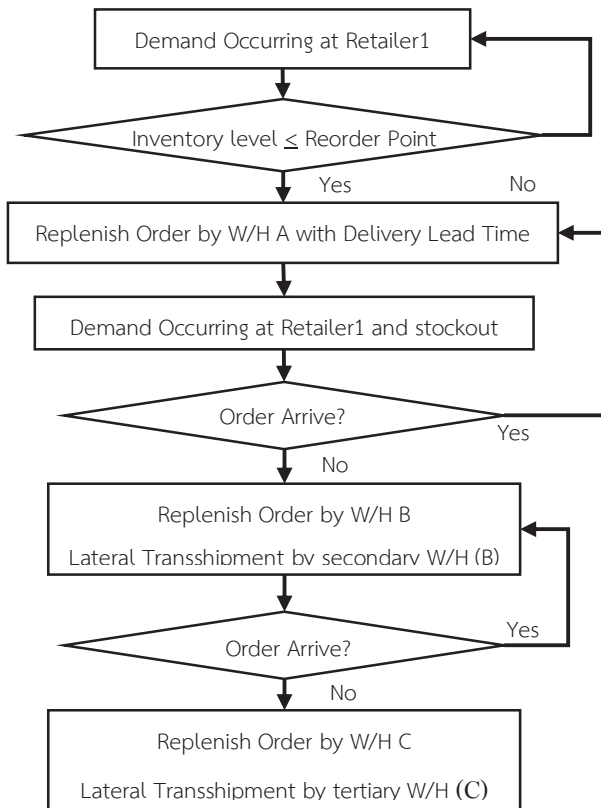 Demand Occurring at Retailer1
Inventory level ≤ Reorder Point
Yes
No
Replenish Order by W/H A with Delivery Lead Time
Demand Occurring at Retailer1 and stockout
Order Arrive?
Yes
No
Replenish Order by W/H B
Lateral Transshipment by secondary W/H (B)
Order Arrive?
Yes
No
Replenish Order by W/H C
Lateral Transshipment by tertiary W/H (C)